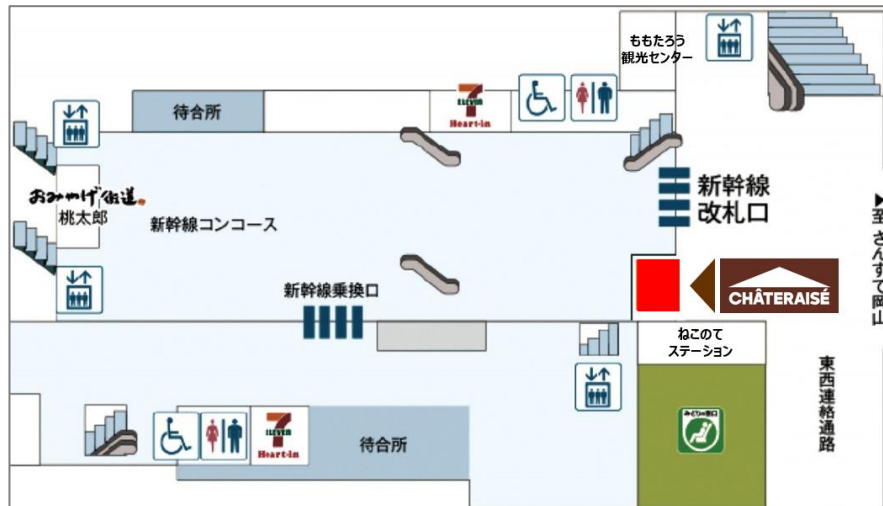 ももたろう
観光センター
待合所
7
ELEVEN
Heart-in
おみやげ街道
桃太郎
新幹線コンコース
新幹線
改札口
▶至 さんすて岡山
新幹線乗換口
CHÂTERAISÉ
ねこのて
ステーション
東西連絡通路
みどりの窓口
7
ELEVEN
Heart-in
待合所